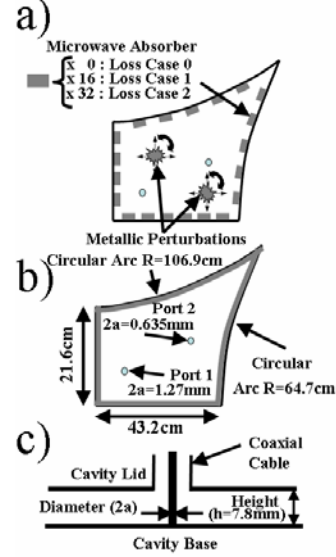 a)
Microwave Absorber
x 0 : Loss Case 0
x 16 : Loss Case 1
x 32 : Loss Case 2
Metallic Perturbations
b)
Circular Arc R=106.9cm
Port 2
2a=0.635mm
21.6cm
Port 1
2a=1.27mm
Circular
Arc R=64.7cm
43.2cm
c)
Coaxial
Cable
Cavity Lid
Diameter (2a)
Height
(h=7.8mm)
Cavity Base